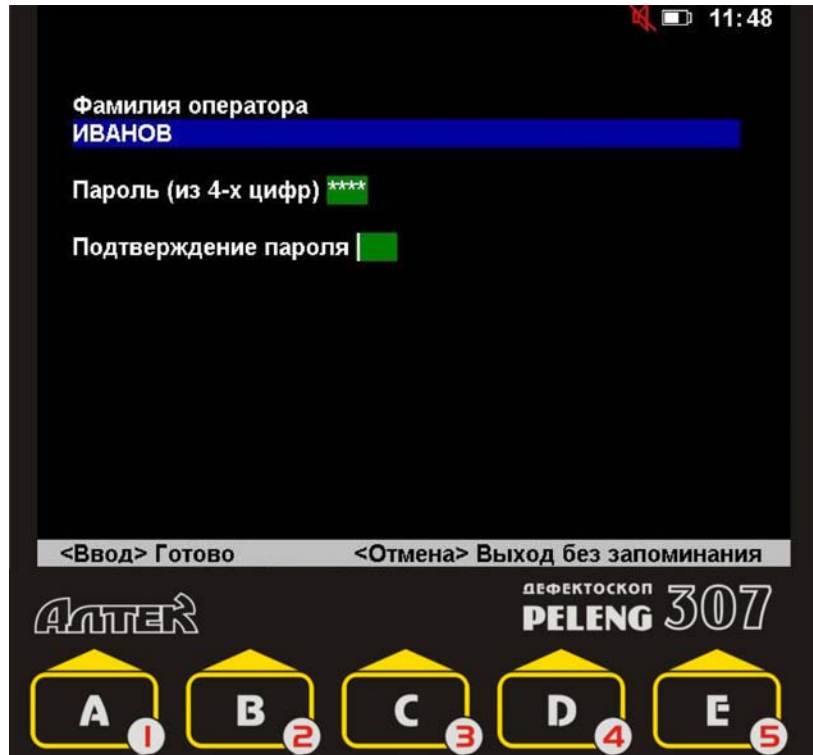 11:48
Фамилия оператора
ИВАНОВ
Пароль (из 4-х цифр) ****
Подтверждение пароля
<Ввод> Готово <Отмена> Выход без запоминания
Алтек
ДЕФЕКТОСКОП
PELENG 307
A 1 B 2 C 3 D 4 E 5